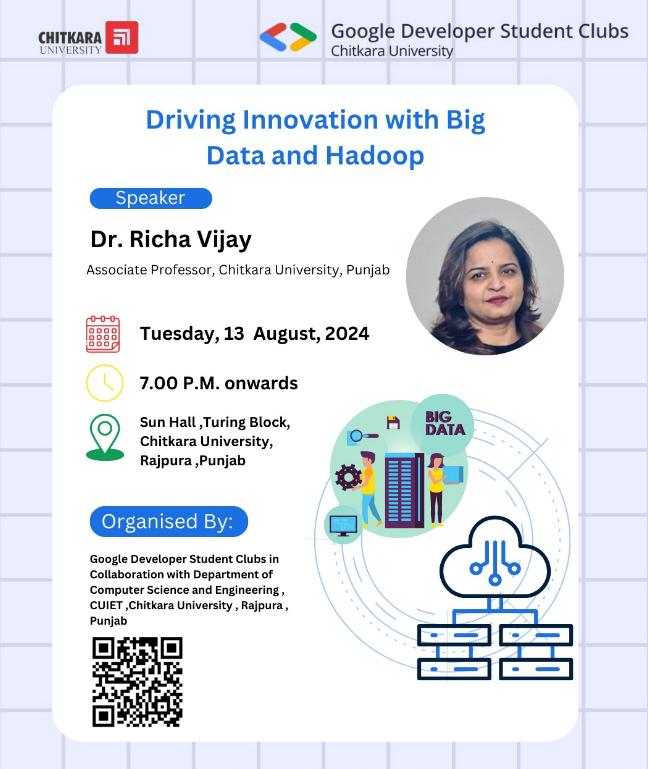 CHITKARA
UNIVERSITY
Google Developer Student Clubs
Chitkara University
Driving Innovation with Big
Data and Hadoop
Speaker
Dr. Richa Vijay
Associate Professor, Chitkara University, Punjab
Tuesday, 13 August, 2024
7.00 P.M. onwards
Sun Hall ,Turing Block,
Chitkara University,
Rajpura ,Punjab
BIG
DATA
Organised By:
Google Developer Student Clubs in
Collaboration with Department of
Computer Science and Engineering ,
CUIET ,Chitkara University , Rajpura ,
Punjab